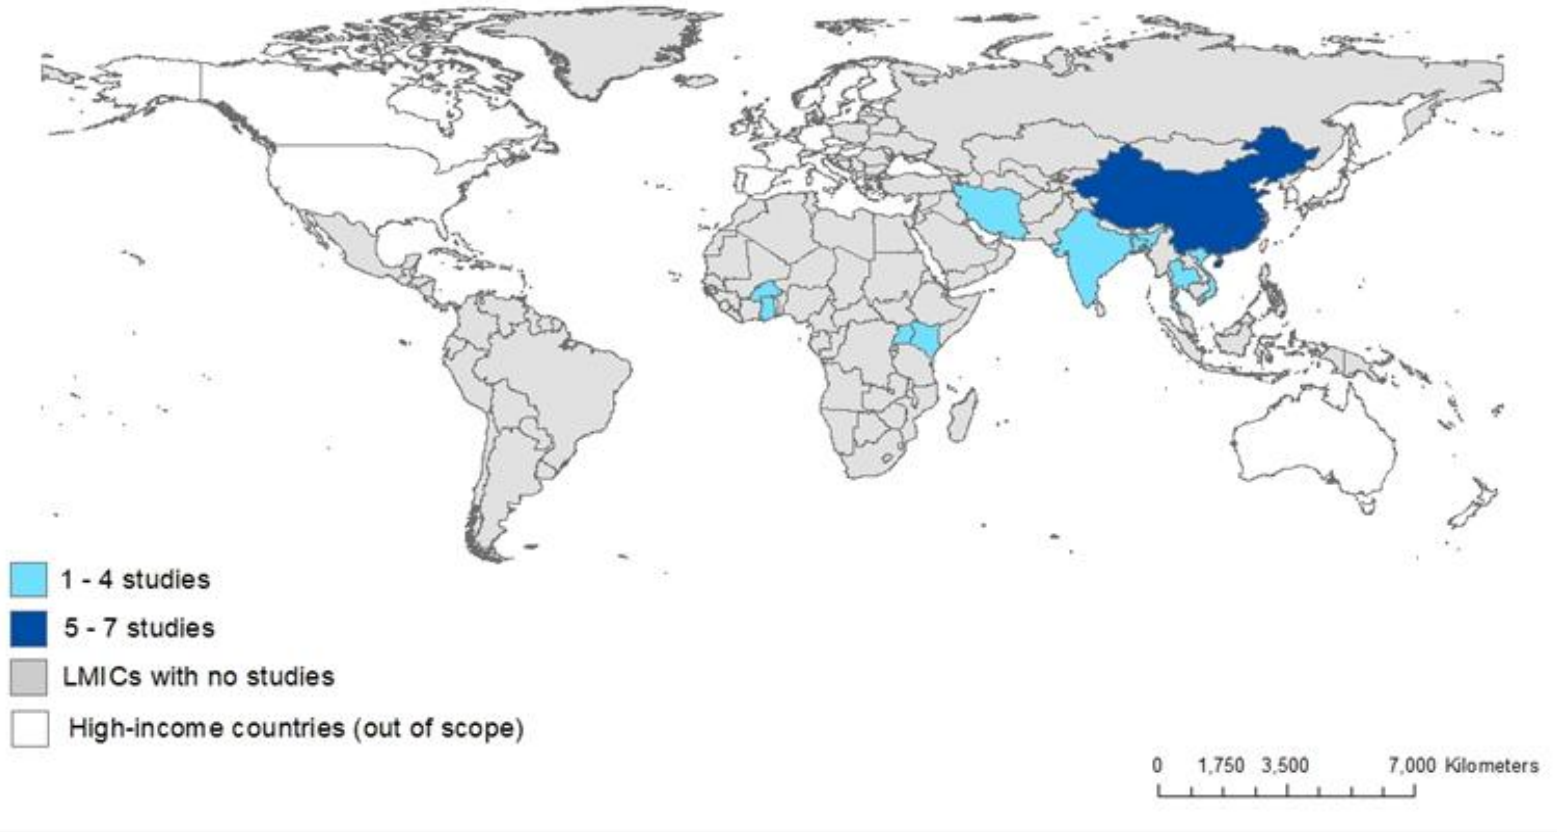 1 - 4 studies
5 - 7 studies
LMICs with no studies
High-income countries (out of scope)
0 1,750 3,500 7,000 Kilometers